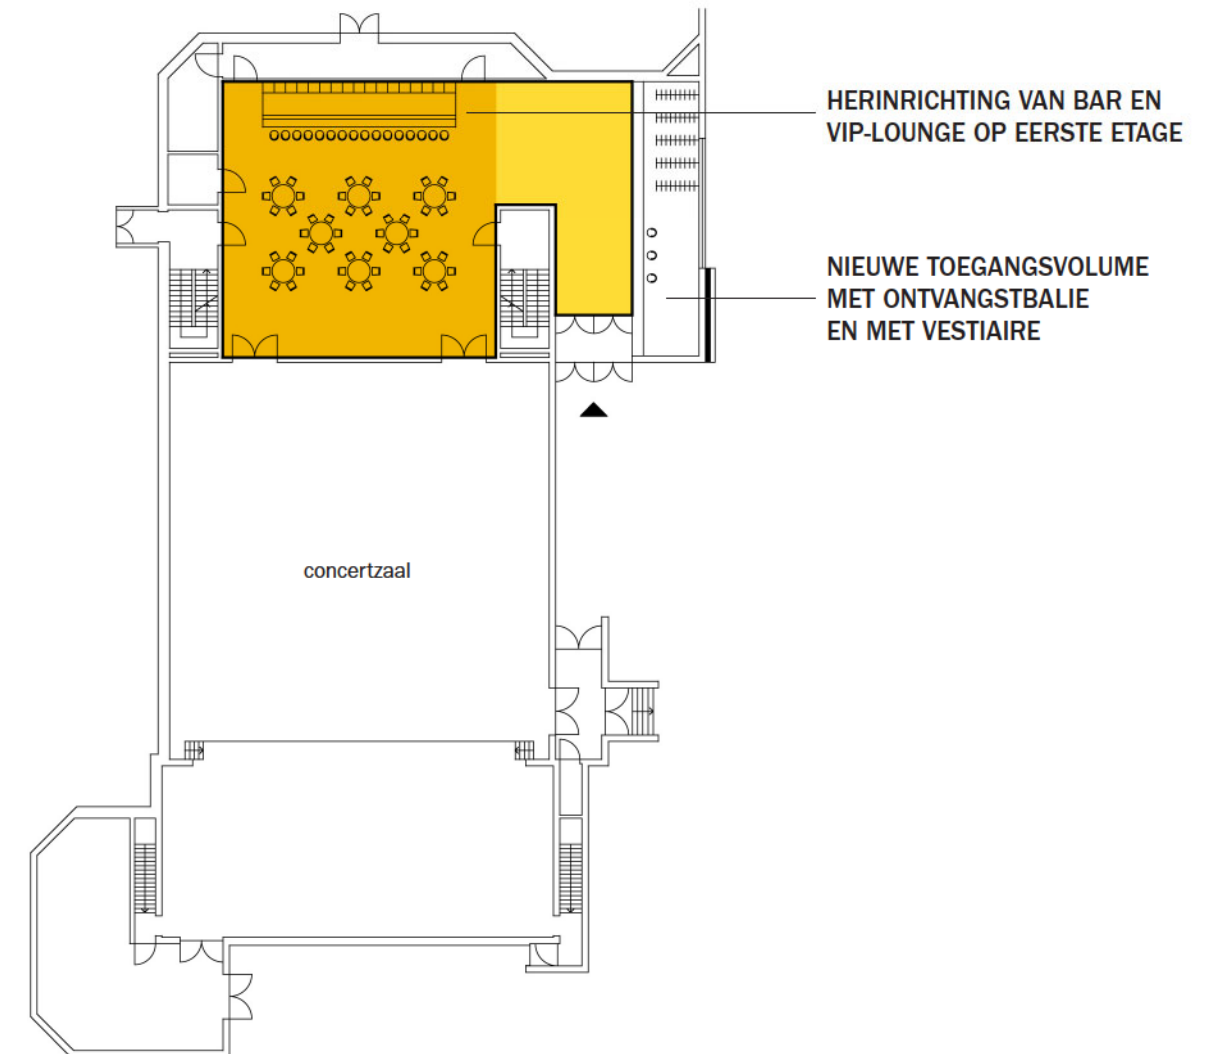 HERINRICHTING VAN BAR EN
VIP-LOUNGE OP EERSTE ETAGE
NIEUWE TOEGANGSVOLUME
MET ONTVANGSTBALIE
EN MET VESTIAIRE
concertzaal